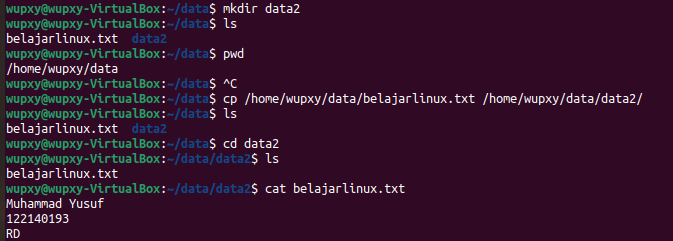 wupxy@wupxy-VirtualBox:~/data$ mkdir data2
wupxy@wupxy-VirtualBox:~/data$ ls
belajarlinux.txt  data2
wupxy@wupxy-VirtualBox:~/data$ pwd
/home/wupxy/data
wupxy@wupxy-VirtualBox:~/data$ ^C
wupxy@wupxy-VirtualBox:~/data$ cp /home/wupxy/data/belajarlinux.txt /home/wupxy/data/data2/
wupxy@wupxy-VirtualBox:~/data$ ls
belajarlinux.txt  data2
wupxy@wupxy-VirtualBox:~/data$ cd data2
wupxy@wupxy-VirtualBox:~/data/data2$ ls
belajarlinux.txt
wupxy@wupxy-VirtualBox:~/data/data2$ cat belajarlinux.txt
Muhammad Yusuf
122140193
RD